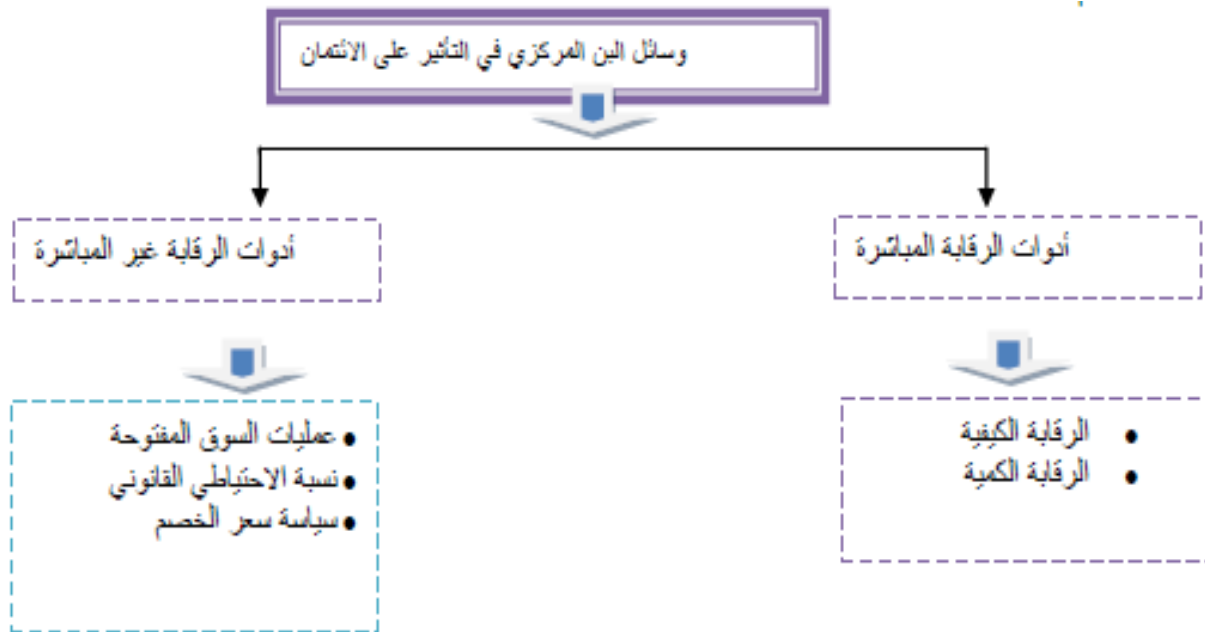 وسائل البن المركزي في التأثير على الائتمان
أدوات الرقابة المباشرة
أدوات الرقابة غير المباشرة
• الرقابة الكيفية
• الرقابة الكمية
• عمليات السوق المفتوحة
• نسبة الاحتياطي القانوني
• سياسة سعر الخصم